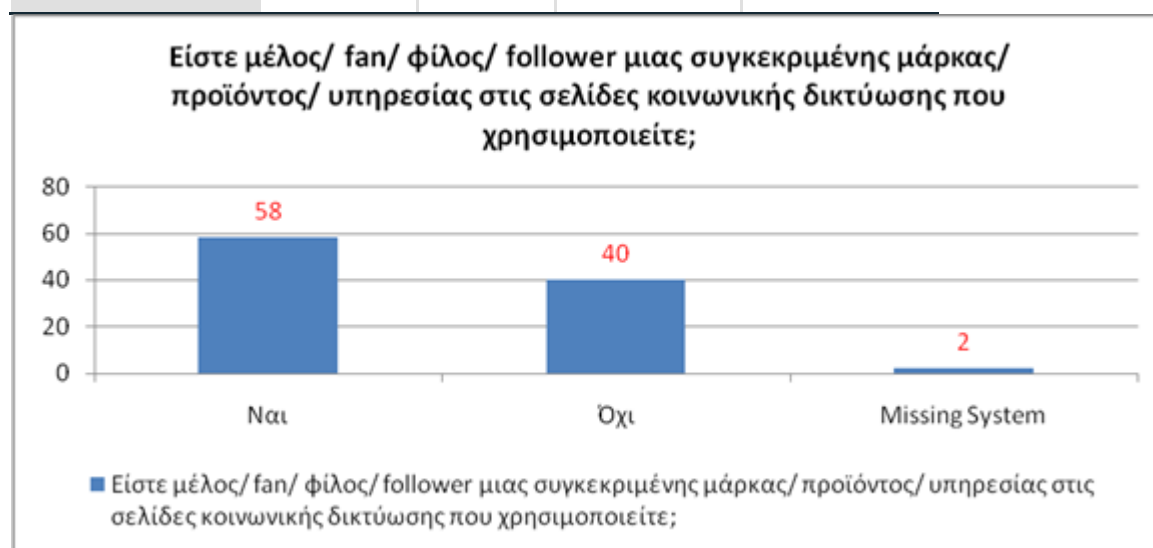 Είστε μέλος/ fan/ φίλος/ follower μιας συγκεκριμένης μάρκας/
προϊόντος/ υπηρεσίας στις σελίδες κοινωνικής δικτύωσης που
χρησιμοποιείτε;
80
60
40
20
0
58
40
2
Ναι
Όχι
Missing System
Είστε μέλος/ fan/ φίλος/ follower μιας συγκεκριμένης μάρκας/ προϊόντος/ υπηρεσίας στις
σελίδες κοινωνικής δικτύωσης που χρησιμοποιείτε;